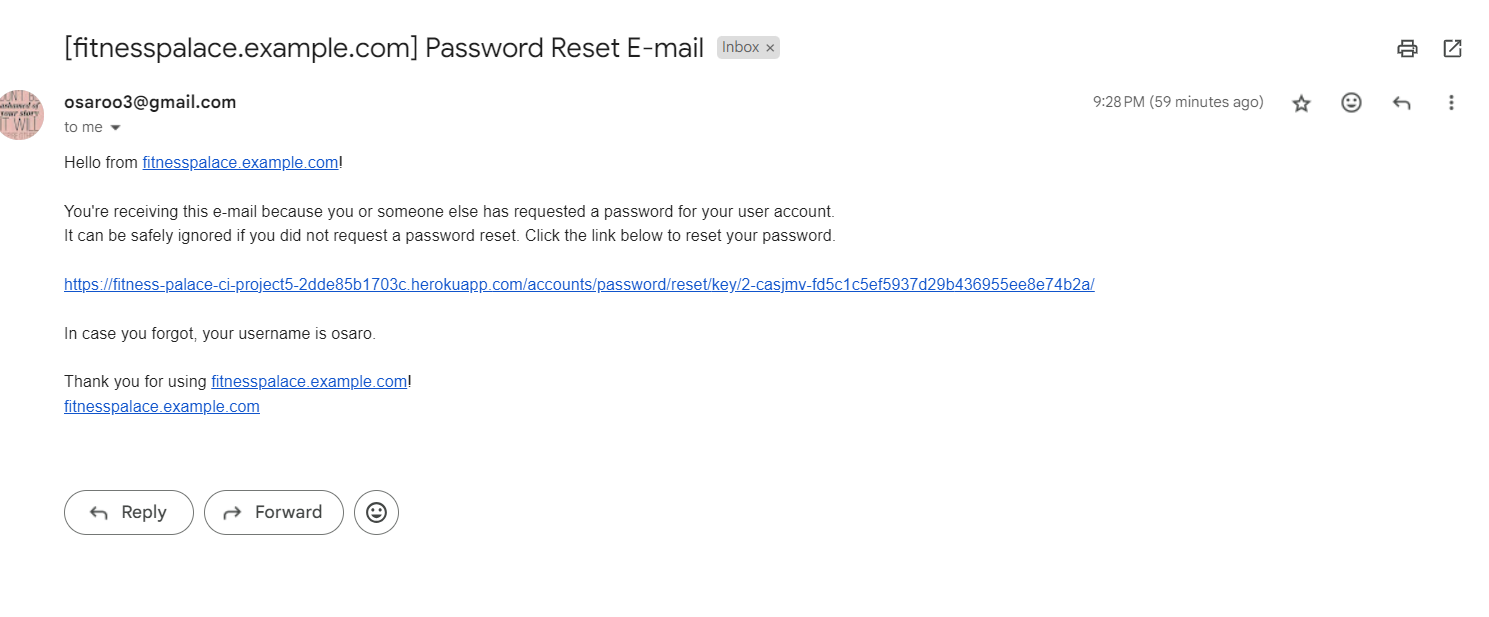 [fitnesspalace.example.com] Password Reset E-mail Inbox ×
osaroo3@gmail.com 9:28 PM (59 minutes ago)
to me
Hello from fitnesspalace.example.com!
You're receiving this e-mail because you or someone else has requested a password for your user account.
It can be safely ignored if you did not request a password reset. Click the link below to reset your password.
https://fitness-palace-ci-project5-2dde85b1703c.herokuapp.com/accounts/password/reset/key/2-casjmv-fd5c1c5ef5937d29b436955ee8e74b2a/
In case you forgot, your username is osaro.
Thank you for using fitnesspalace.example.com!
fitnesspalace.example.com
Reply Forward
your story
IT WILL